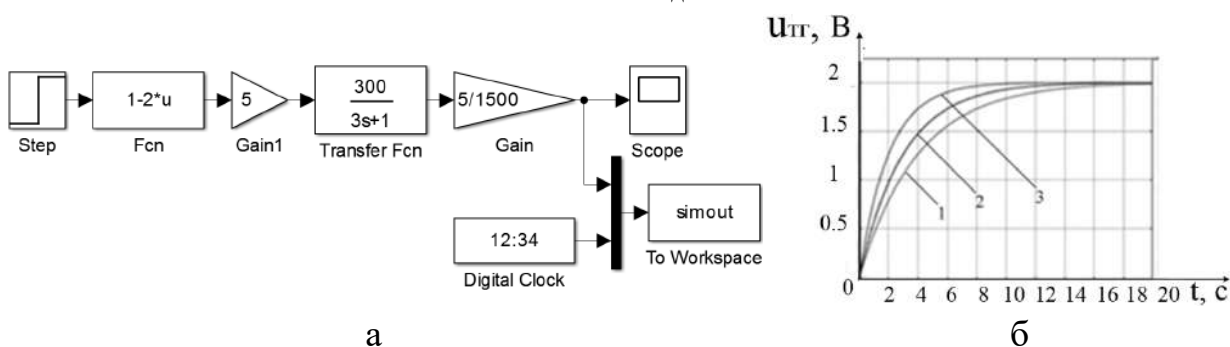 Step
1-2*u
Fcn
5
Gain1
300
3s+1
Transfer Fcn
5/1500
Gain
Scope
12:34
Digital Clock
simout
To Workspace
а
uтг, В
2
1.5
1
0.5
0
1
2
3
2 4 6 8 10 12 14 16 18 20 t, с
б